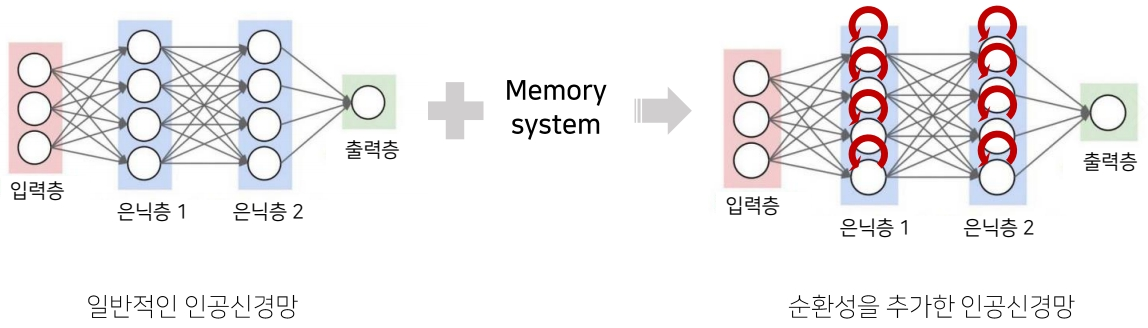 입력층
은닉층 1
은닉층 2
출력층
Memory
system
입력층
은닉층 1
은닉층 2
출력층
일반적인 인공신경망
순환성을 추가한 인공신경망